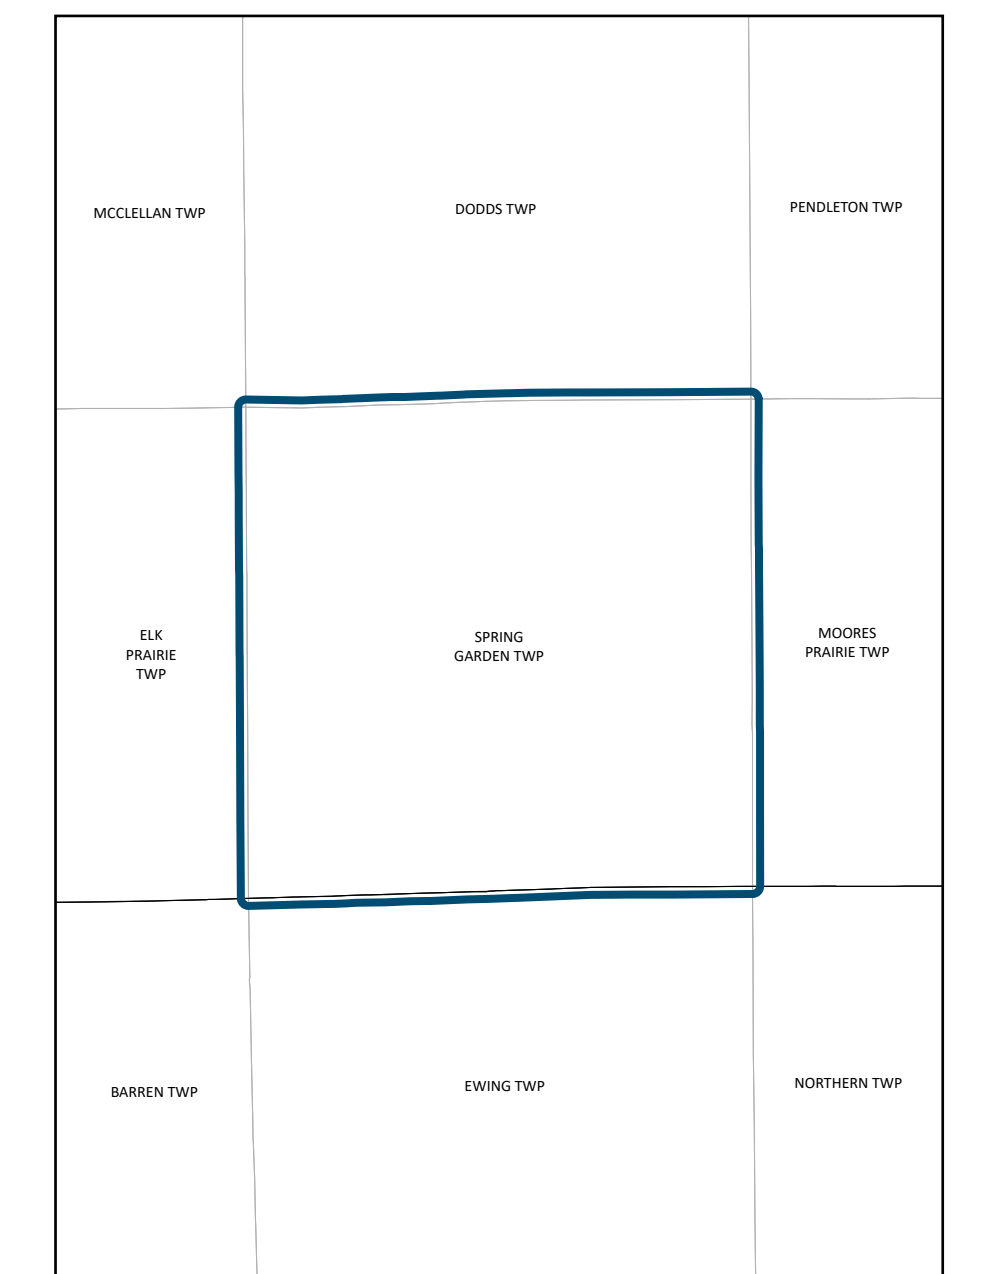 MCCLELLAN TWP
DODDS TWP
PENDLETON TWP
ELK
PRAIRIE
TWP
SPRING
GARDEN TWP
MOORES
PRAIRIE TWP
BARREN TWP
EWING TWP
NORTHERN TWP